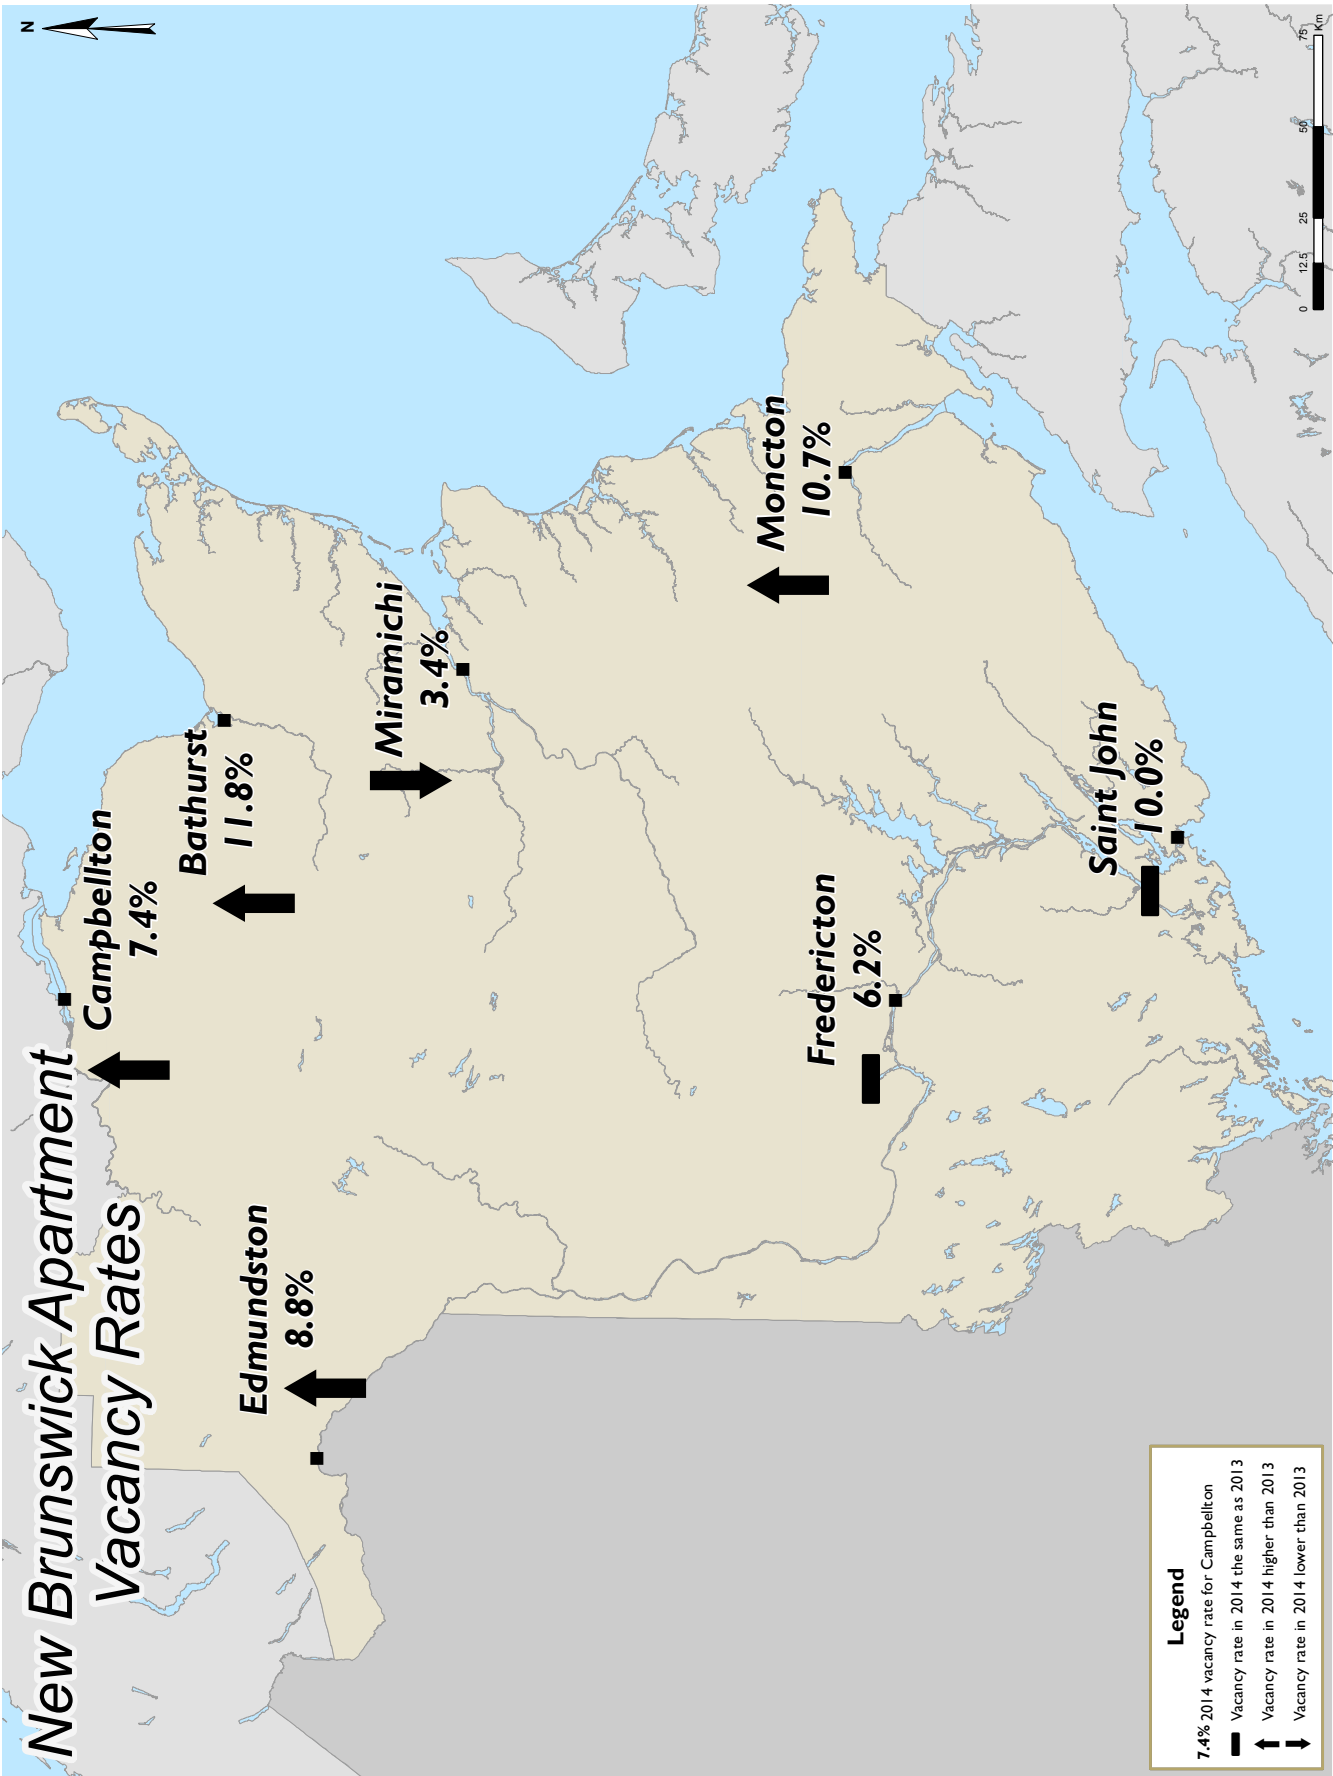 New Brunswick Apartment
Vacancy Rates
N
Campbellton
7.4%
Bathurst
11.8%
Edmundston
8.8%
Miramichi
3.4%
Moncton
10.7%
Fredericton
6.2%
Saint John
10.0%
Legend
7.4% 2014 vacancy rate for Campbellton
Vacancy rate in 2014 the same as 2013
Vacancy rate in 2014 higher than 2013
Vacancy rate in 2014 lower than 2013
0 12.5 25 50 75
Km